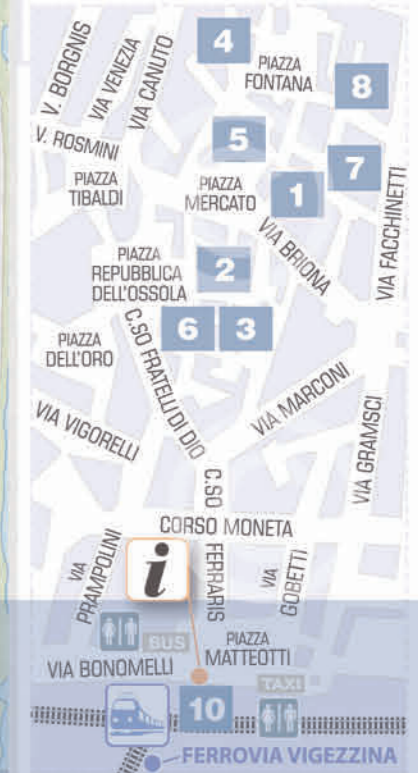 V. BORGNIS
VIA VENEZIA
VIA CANUTO
4
PIAZZA
FONTANA
8
V. ROSMINI
5
PIAZZA
TIBALDI
PIAZZA
MERCATO
1
7
VIA FACCHINETTI
VIA BRIONA
PIAZZA
REPUBBLICA
DELL'OSSOLA
2
6
3
PIAZZA
DELL'ORO
C.SO FRATELLI DI DIO
VIA MARCONI
VIA VIGORELLI
VIA GRAMSCI
C.SO
FERRARIS
CORSO MONETA
VIA
PRAMPOLINI
i
VIA
GOBETTI
BUS
PIAZZA
MATTEOTTI
VIA BONOMELLI
TAXI
10
FERROVIA VIGEZZINA